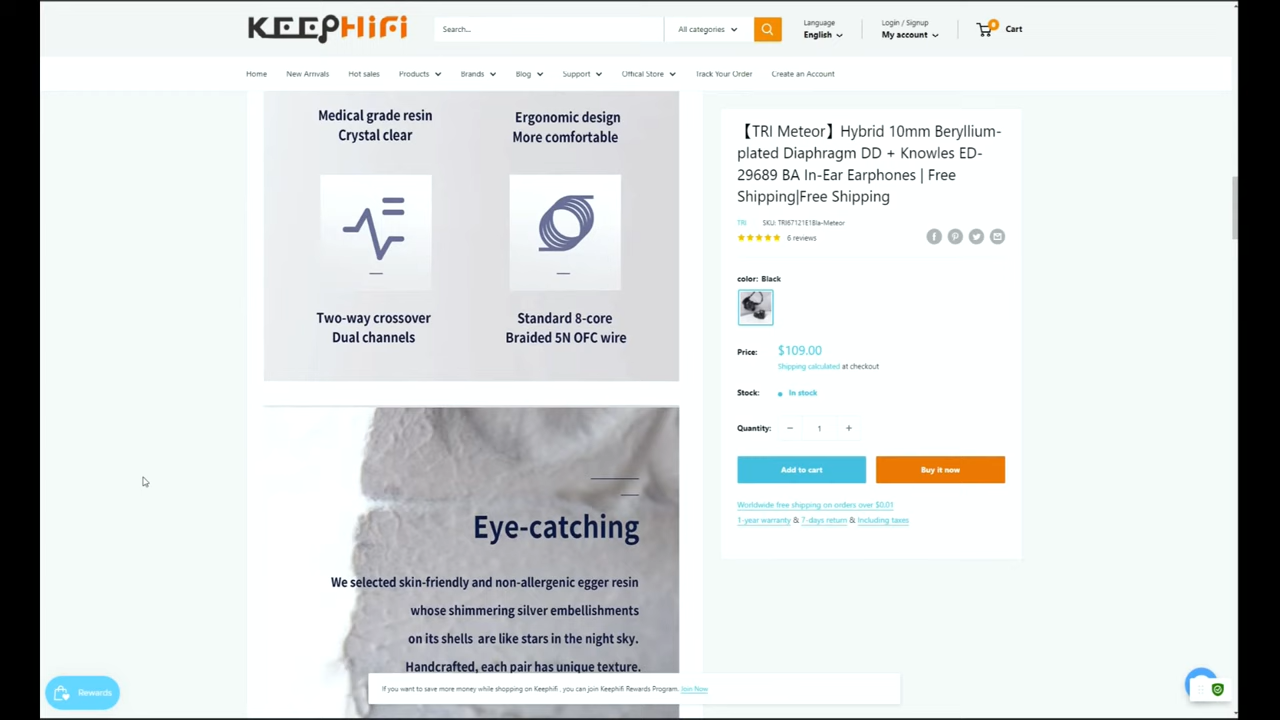 KEEPHIFI
Search...
All categories
Language
English
Login / Signup
My account
0
Cart
Home
New Arrivals
Hot sales
Products
Brands
Blog
Support
Offical Store
Track Your Order
Create an Account
Medical grade resin
Crystal clear
Ergonomic design
More comfortable
Two-way crossover
Dual channels
Standard 8-core
Braided 5N OFC wire
Eye-catching
We selected skin-friendly and non-allergenic egger resin
whose shimmering silver embellishments
on its shells are like stars in the night sky.
Handcrafted, each pair has unique texture.
【TRI Meteor】Hybrid 10mm Beryllium-
plated Diaphragm DD + Knowles ED-
29689 BA In-Ear Earphones | Free
Shipping|Free Shipping
TRI SKU: TRI67121E1Bla-Meteor
6 reviews
color: Black
Price: $109.00
Shipping calculated at checkout
Stock: In stock
Quantity: − 1 +
Add to cart
Buy it now
Worldwide free shipping on orders over $0.01
1-year warranty & 7-days return & Including taxes
If you want to save more money while shopping on Keephifi , you can join Keephifi Rewards Program. Join Now
Rewards